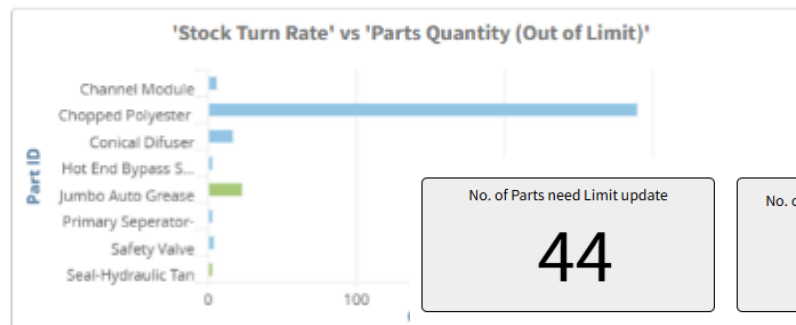 'Stock Turn Rate' vs 'Parts Quantity (Out of Limit)'
Part ID
Channel Module
Chopped Polyester
Conical Difuser
Hot End Bypass S...
Jumbo Auto Grease
Primary Seperator-
Safety Valve
Seal-Hydraulic Tan
0
100
No. of Parts need Limit update
44
No.